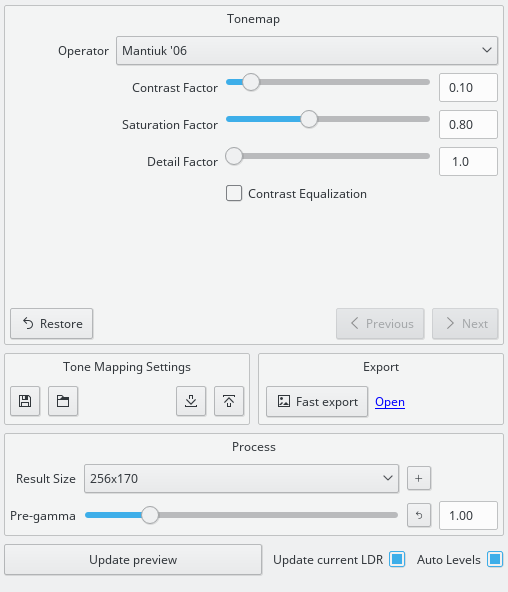 Tonemap
Operator Mantiuk '06
Contrast Factor 0.10
Saturation Factor 0.80
Detail Factor 1.0
Contrast Equalization
Restore Previous Next
Tone Mapping Settings
Export
Fast export Open
Process
Result Size 256x170 +
Pre-gamma 1.00
Update preview Update current LDR Auto Levels